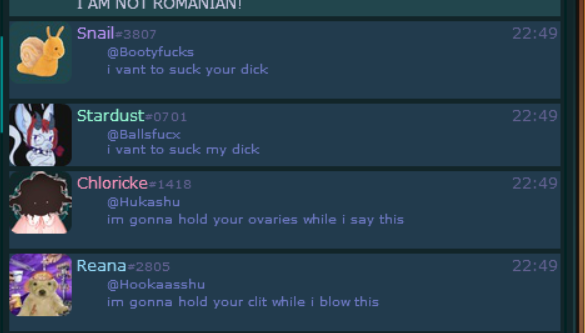 I AM NOT ROMANIAN!
Snail#3807 22:49
@Bootyfucks
i vant to suck your dick
Stardust#0701 22:49
@Ballsfucx
i vant to suck my dick
Chloricke#1418 22:49
@Hukashu
im gonna hold your ovaries while i say this
Reana#2805 22:49
@Hookaasshu
im gonna hold your clit while i blow this